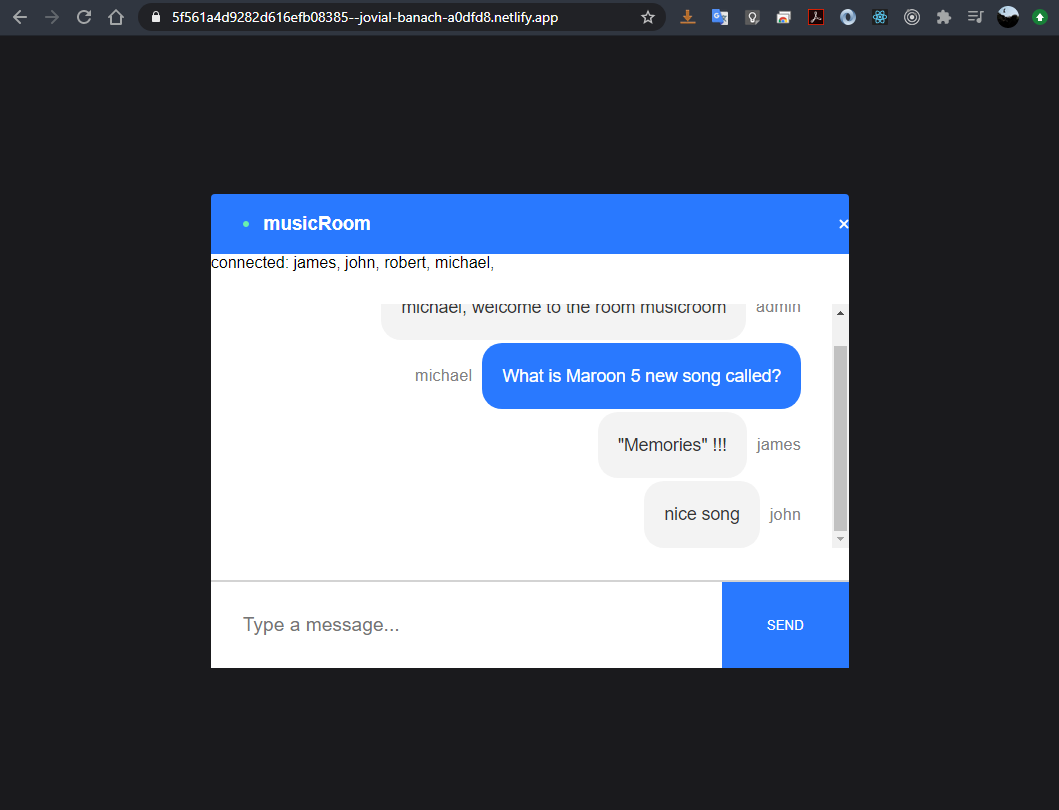 5f561a4d9282d616efb08385--jovial-banach-a0dfd8.netlify.app
musicRoom ×
connected: james, john, robert, michael,
michael, welcome to the room musicroom admin
michael What is Maroon 5 new song called?
"Memories" !!! james
nice song john
Type a message... SEND